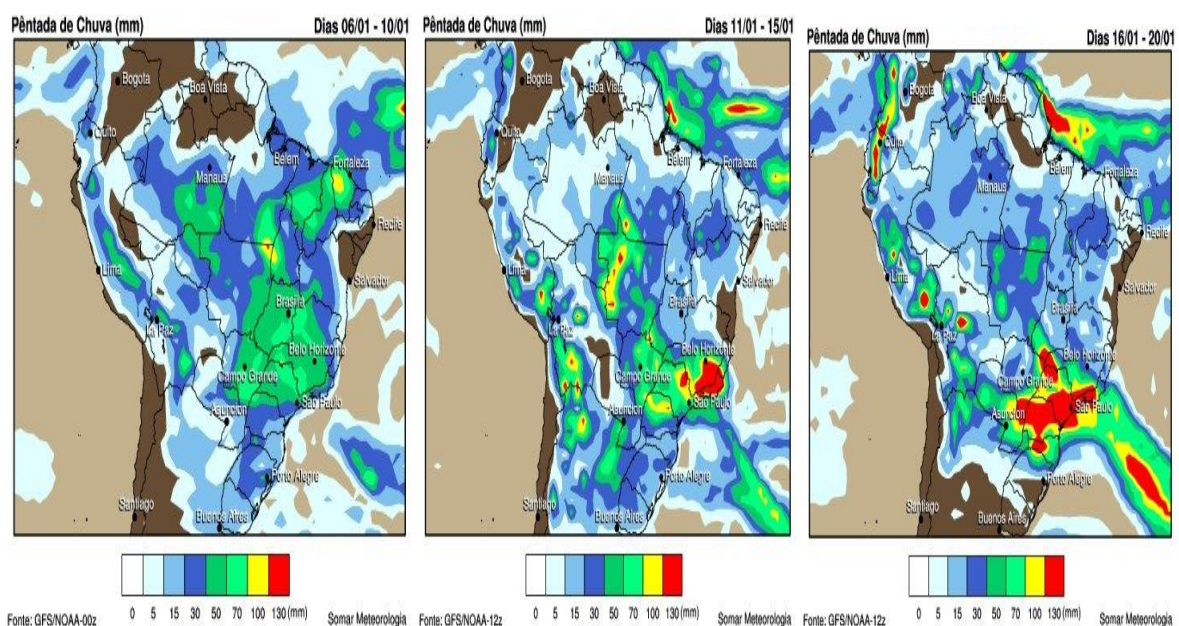 Pêntada de Chuva (mm) Dias 06/01 - 10/01
Bogota
Boa Vista
Quito
Belem
Fortaleza
Manaus
Recife
Lima
Salvador
Brasilia
La Paz
Belo Horizonte
Campo Grande
São Paulo
Asuncion
Porto Alegre
Santiago
Buenos Aires
0 5 15 30 50 70 100 130 (mm)
Fonte: GFS/NOAA-00z Somar Meteorologia
Pêntada de Chuva (mm) Dias 11/01 - 15/01
Bogota
Boa Vista
Quito
Belem
Fortaleza
Manaus
Recife
Lima
Salvador
Brasilia
La Paz
Belo Horizonte
Campo Grande
São Paulo
Asuncion
Porto Alegre
Santiago
Buenos Aires
0 5 15 30 50 70 100 130 (mm)
Fonte: GFS/NOAA-12z Somar Meteorologia
Pêntada de Chuva (mm) Dias 16/01 - 20/01
Bogota
Boa Vista
Quito
Belem
Fortaleza
Manaus
Recife
Lima
Salvador
Brasilia
La Paz
Belo Horizonte
Campo Grande
São Paulo
Asuncion
Porto Alegre
Santiago
Buenos Aires
0 5 15 30 50 70 100 130 (mm)
Fonte: GFS/NOAA-12z Somar Meteorologia